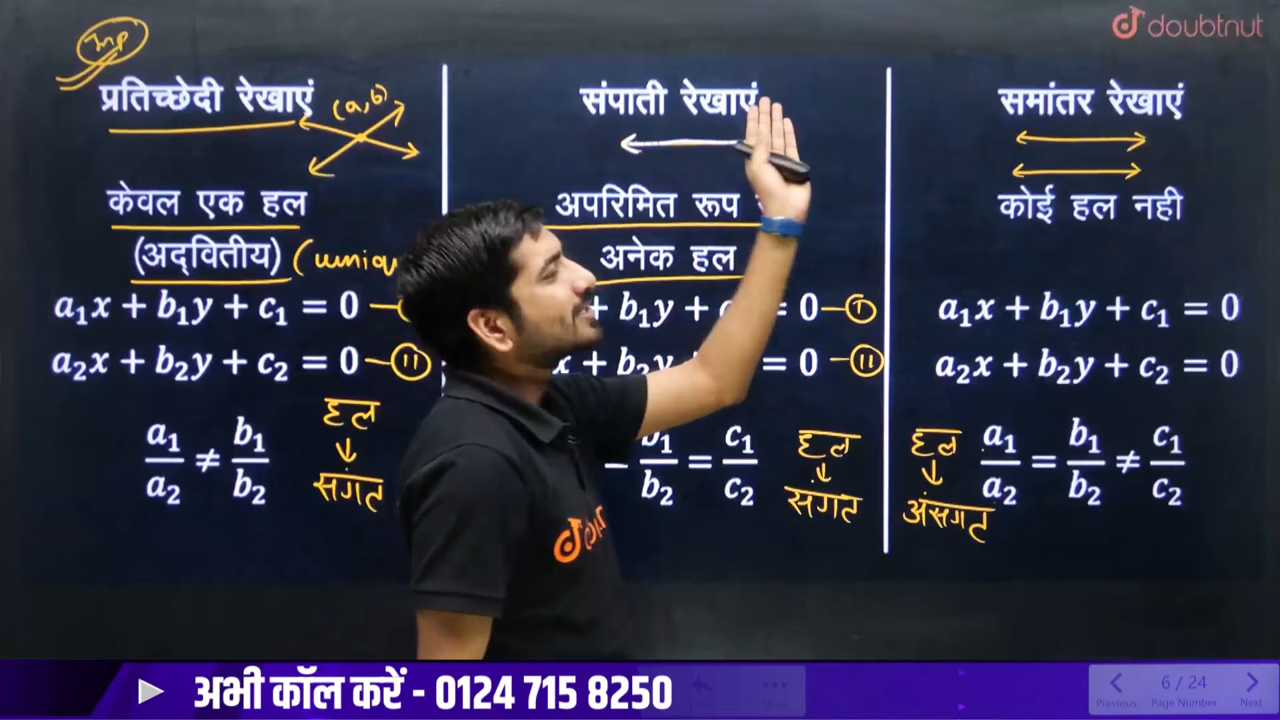 doubtnut
Imp
प्रतिच्छेदी रेखाएं
(a,b)
केवल एक हल
(अद्वितीय) (uniq
a₁x + b₁y + c₁ = 0 –
a₂x + b₂y + c₂ = 0 – II
a₁/a₂ ≠ b₁/b₂
हल
↓
संगत
संपाती रेखाएं
अपरिमित रूप
अनेक हल
+ b₁y + c = 0 – I
x + b₂y = 0 – II
b₁/b₂ = c₁/c₂
हल
↓
संगत
समांतर रेखाएं
कोई हल नही
a₁x + b₁y + c₁ = 0
a₂x + b₂y + c₂ = 0
हल
↓
अंसगत
a₁/a₂ = b₁/b₂ ≠ c₁/c₂
अभी कॉल करें - 0124 715 8250
6 / 24
Previous Page Number Next